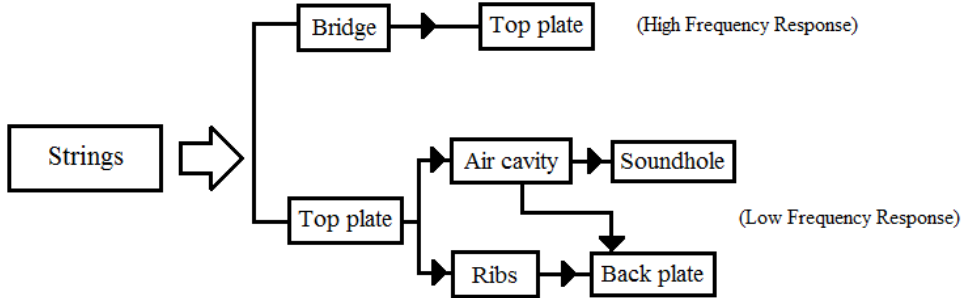 Bridge
Top plate
(High Frequency Response)
Strings
Air cavity
Soundhole
Top plate
(Low Frequency Response)
Ribs
Back plate